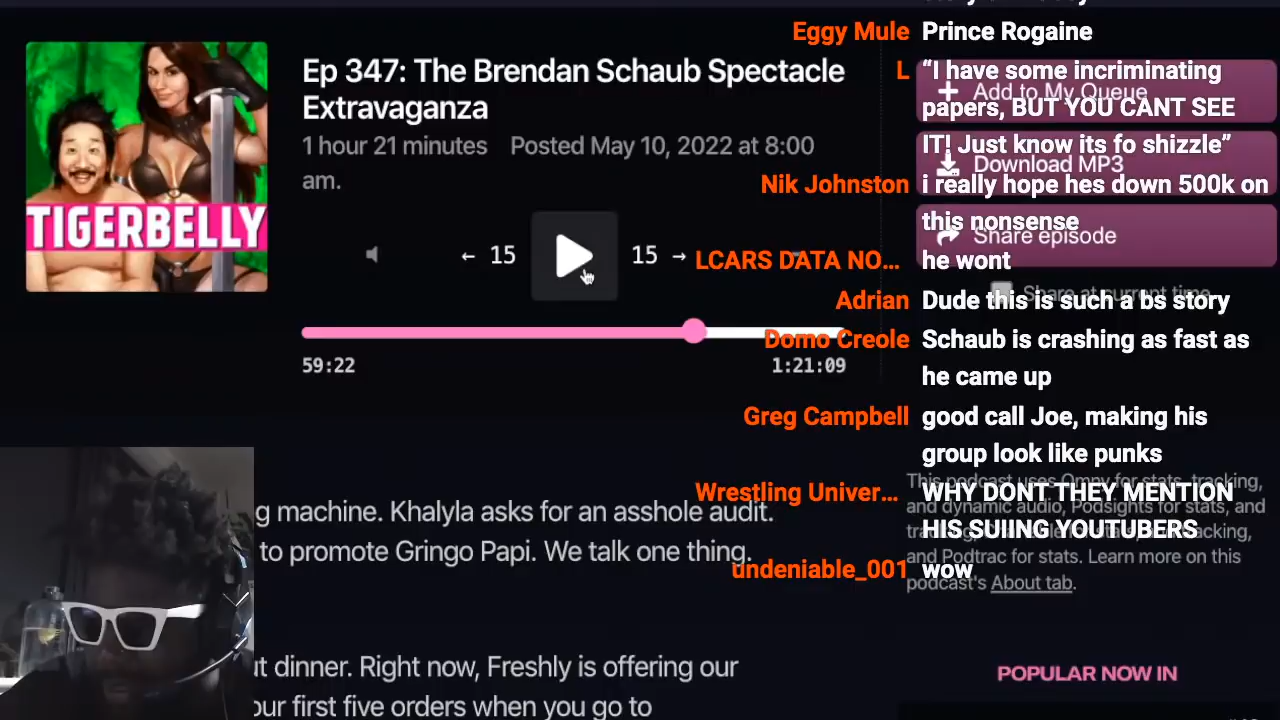 Ep 347: The Brendan Schaub Spectacle
Extravaganza
1 hour 21 minutes Posted May 10, 2022 at 8:00
am.
TIGERBELLY
← 15
15 →
59:22
1:21:09
g machine. Khalyla asks for an asshole audit.
to promote Gringo Papi. We talk one thing.
t dinner. Right now, Freshly is offering our
our first five orders when you go to
Add to My Queue
Download MP3
Share episode
Share at current time
This podcast uses Omny for stats, tracking,
and dynamic audio, Podsights for stats, and
and Podtrac for stats. Learn more on this
podcast's About tab.
POPULAR NOW IN
Eggy Mule Prince Rogaine
L “I have some incriminating
papers, BUT YOU CANT SEE
IT! Just know its fo shizzle”
Nik Johnston i really hope hes down 500k on
this nonsense
LCARS DATA NO... he wont
Adrian Dude this is such a bs story
Domo Creole Schaub is crashing as fast as
he came up
Greg Campbell good call Joe, making his
group look like punks
Wrestling Univer... WHY DONT THEY MENTION
HIS SUIING YOUTUBERS
undeniable_001 wow